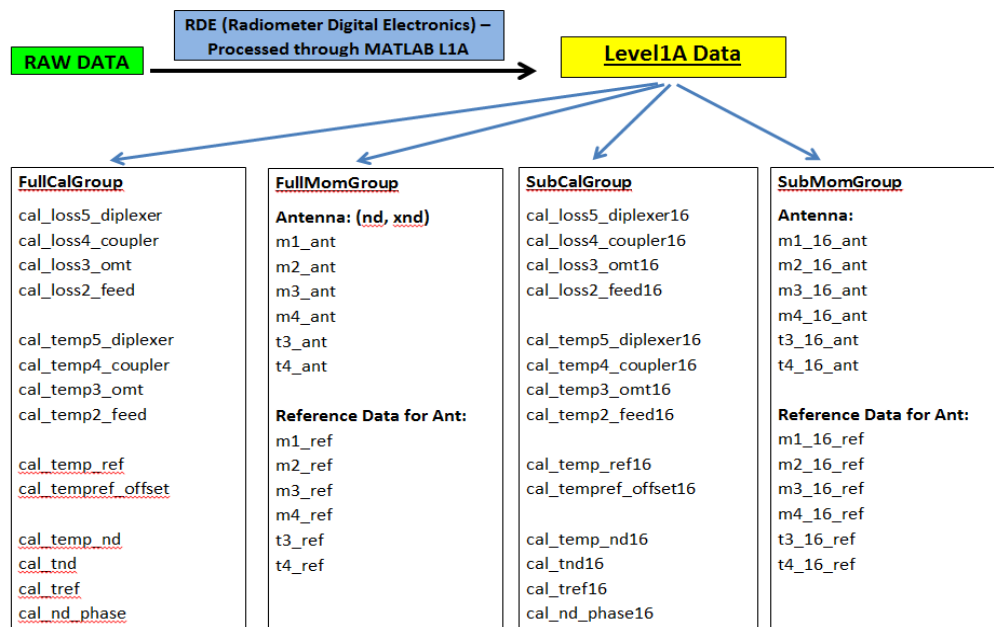 RDE (Radiometer Digital Electronics) –
Processed through MATLAB L1A
RAW DATA
Level1A Data
FullCalGroup
cal_loss5_diplexer
cal_loss4_coupler
cal_loss3_omt
cal_loss2_feed
cal_temp5_diplexer
cal_temp4_coupler
cal_temp3_omt
cal_temp2_feed
cal_temp_ref
cal_tempref_offset
cal_temp_nd
cal_tnd
cal_tref
cal_nd_phase
FullMomGroup
Antenna: (nd, xnd)
m1_ant
m2_ant
m3_ant
m4_ant
t3_ant
t4_ant
Reference Data for Ant:
m1_ref
m2_ref
m3_ref
m4_ref
t3_ref
t4_ref
SubCalGroup
cal_loss5_diplexer16
cal_loss4_coupler16
cal_loss3_omt16
cal_loss2_feed16
cal_temp5_diplexer16
cal_temp4_coupler16
cal_temp3_omt16
cal_temp2_feed16
cal_temp_ref16
cal_tempref_offset16
cal_temp_nd16
cal_tnd16
cal_tref16
cal_nd_phase16
SubMomGroup
Antenna:
m1_16_ant
m2_16_ant
m3_16_ant
m4_16_ant
t3_16_ant
t4_16_ant
Reference Data for Ant:
m1_16_ref
m2_16_ref
m3_16_ref
m4_16_ref
t3_16_ref
t4_16_ref